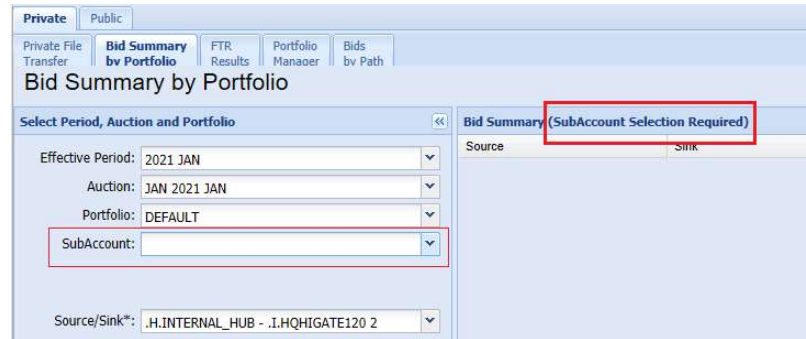 Private Public
Private File Transfer
Bid Summary by Portfolio
FTR Results
Portfolio Manager
Bids by Path
Bid Summary by Portfolio
Select Period, Auction and Portfolio
Bid Summary (SubAccount Selection Required)
Source Sink
Effective Period: 2021 JAN
Auction: JAN 2021 JAN
Portfolio: DEFAULT
SubAccount:
Source/Sink*: .H.INTERNAL_HUB - .I.HQHIGATE120 2